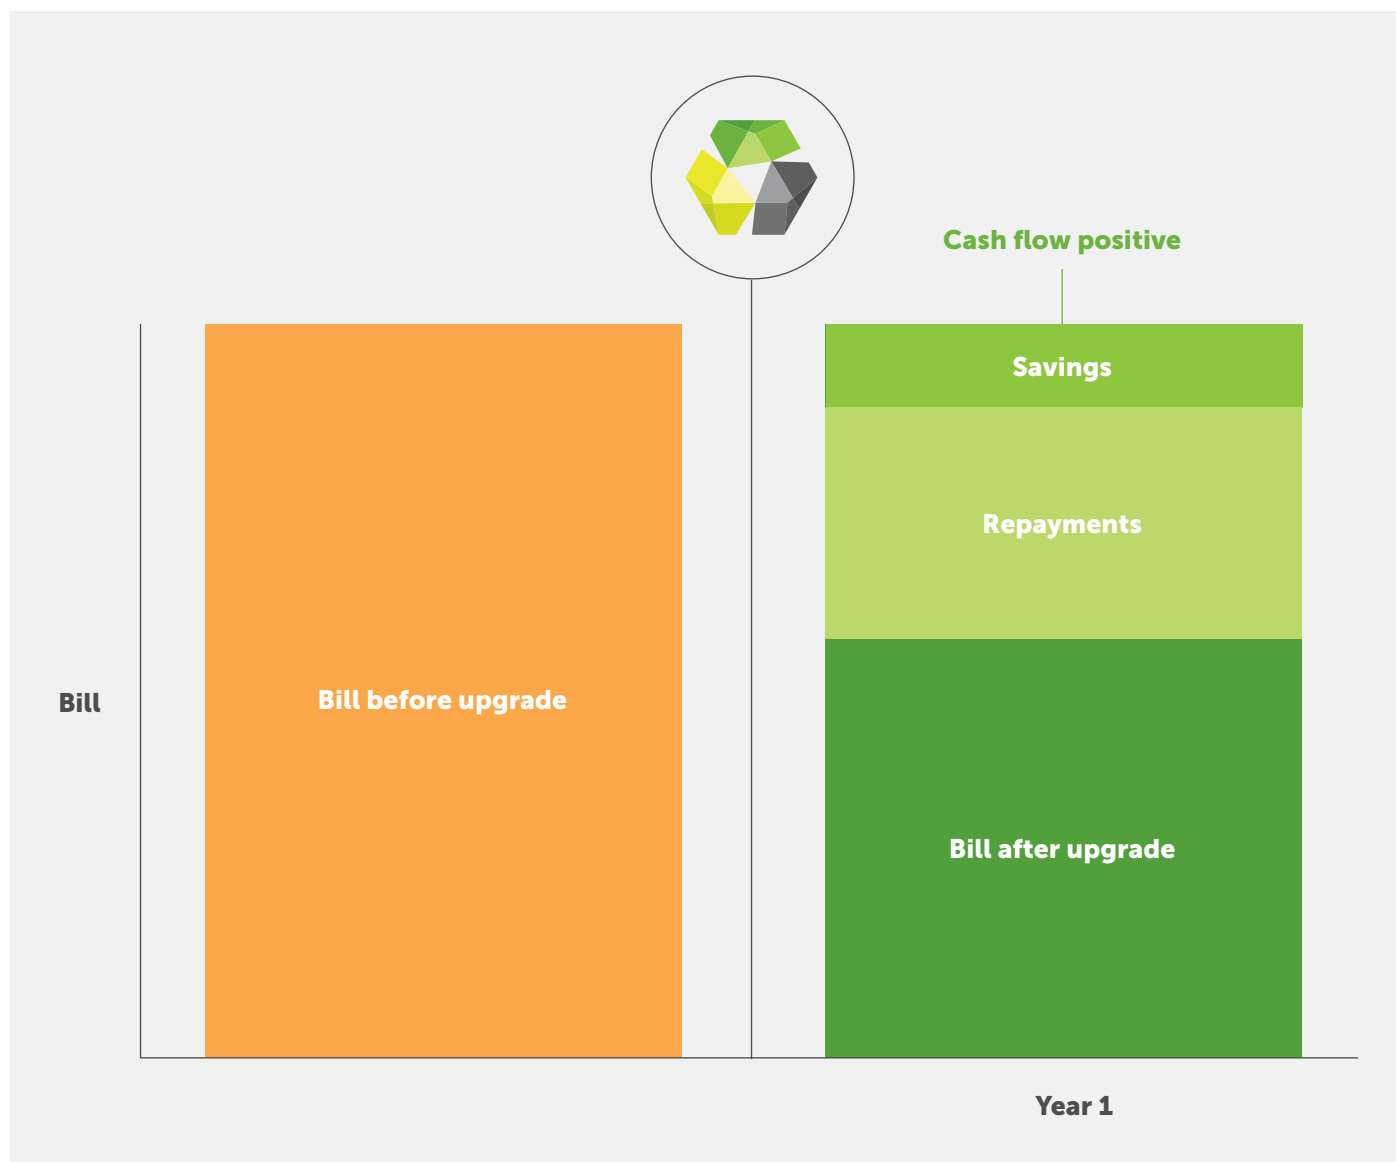 Cash flow positive
Savings
Repayments
Bill
Bill before upgrade
Bill after upgrade
Year 1